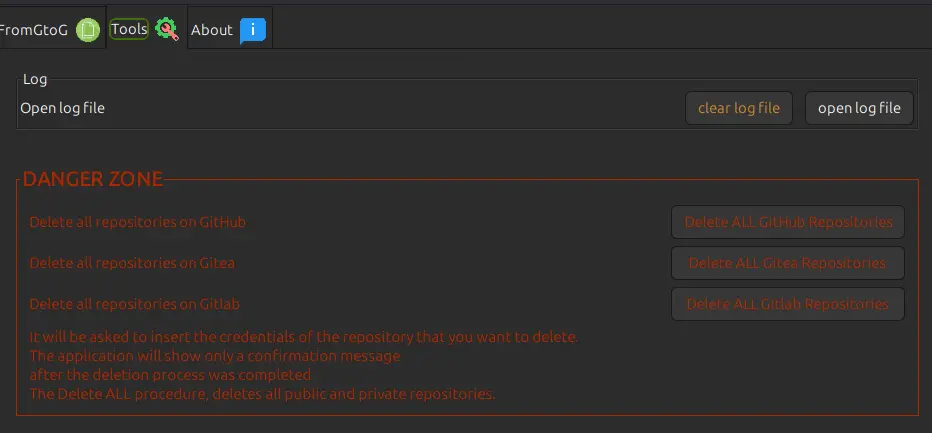 FromGtoG Tools About
Log
Open log file clear log file open log file
DANGER ZONE
Delete all repositories on GitHub Delete ALL GitHub Repositories
Delete all repositories on Gitea Delete ALL Gitea Repositories
Delete all repositories on Gitlab Delete ALL Gitlab Repositories
It will be asked to insert the credentials of the repository that you want to delete.
The application will show only a confirmation message
after the deletion process was completed
The Delete ALL procedure, deletes all public and private repositories.